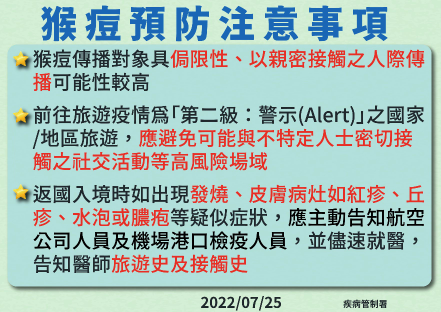 猴痘預防注意事項
猴痘傳播對象具侷限性、以親密接觸之人際傳
播可能性較高
前往旅遊疫情為「第二級：警示(Alert)」之國家
/地區旅遊，應避免可能與不特定人士密切接
觸之社交活動等高風險場域
返國入境時如出現發燒、皮膚病灶如紅疹、丘
疹、水泡或膿疱等疑似症狀，應主動告知航空
公司人員及機場港口檢疫人員，並儘速就醫，
告知醫師旅遊史及接觸史
2022/07/25
疾病管制署